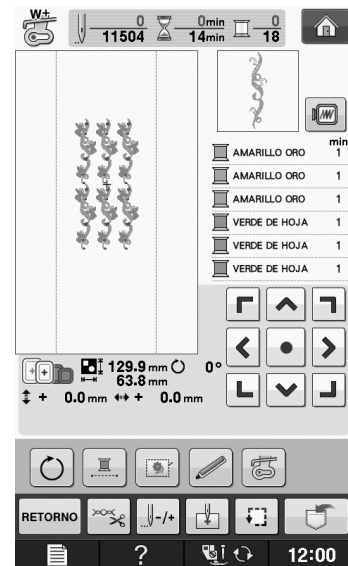 W+
0 0min 0
11504 14min 18
min
AMARILLO ORO 1
AMARILLO ORO 1
AMARILLO ORO 1
VERDE DE HOJA 1
VERDE DE HOJA 1
VERDE DE HOJA 1
129.9 mm 0°
63.8 mm
+ 0.0 mm + 0.0 mm
RETORNO -/+
? 12:00